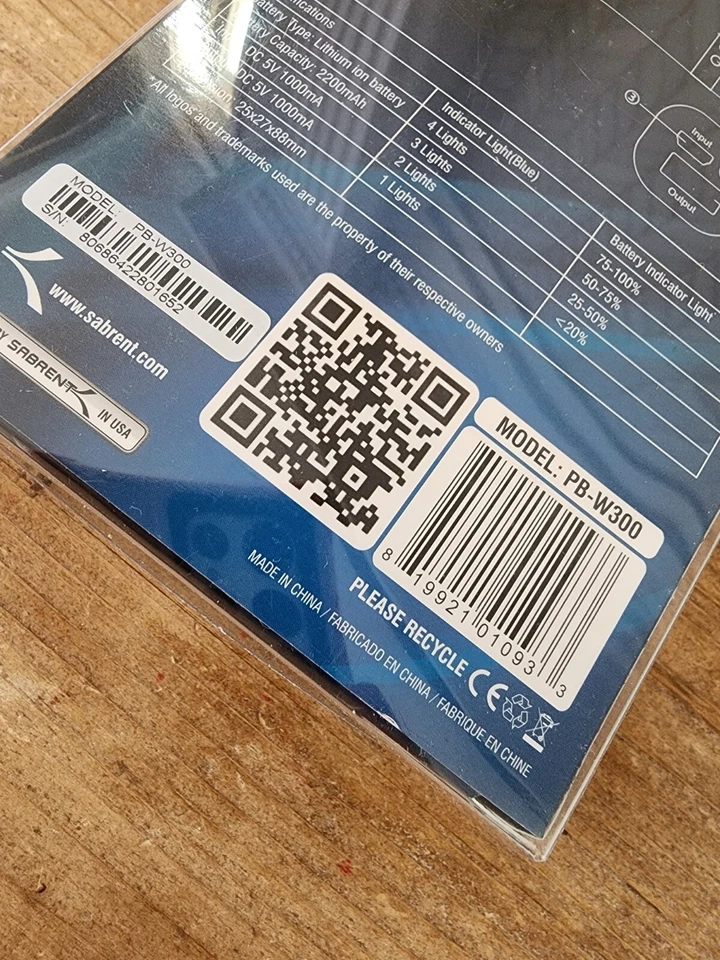 Battery Type: Lithium ion battery
Battery Capacity: 2200mAh
DC 5V 1000mA
DC 5V 1000mA
25x27x88mm
*All logos and trademarks used are the property of their respective owners
Indicator Light(Blue)
4 Lights
3 Lights
2 Lights
1 Lights
Battery Indicator Light
75-100%
50-75%
25-50%
<20%
3
Input
Output
MODEL: PB-W300
S/N: 80686422801652
www.sabrent.com
BY SABRENT
IN USA
MODEL: PB-W300
8 19921 01093 3
PLEASE RECYCLE CE
MADE IN CHINA / FABRICADO EN CHINA / FABRIQUE EN CHINE